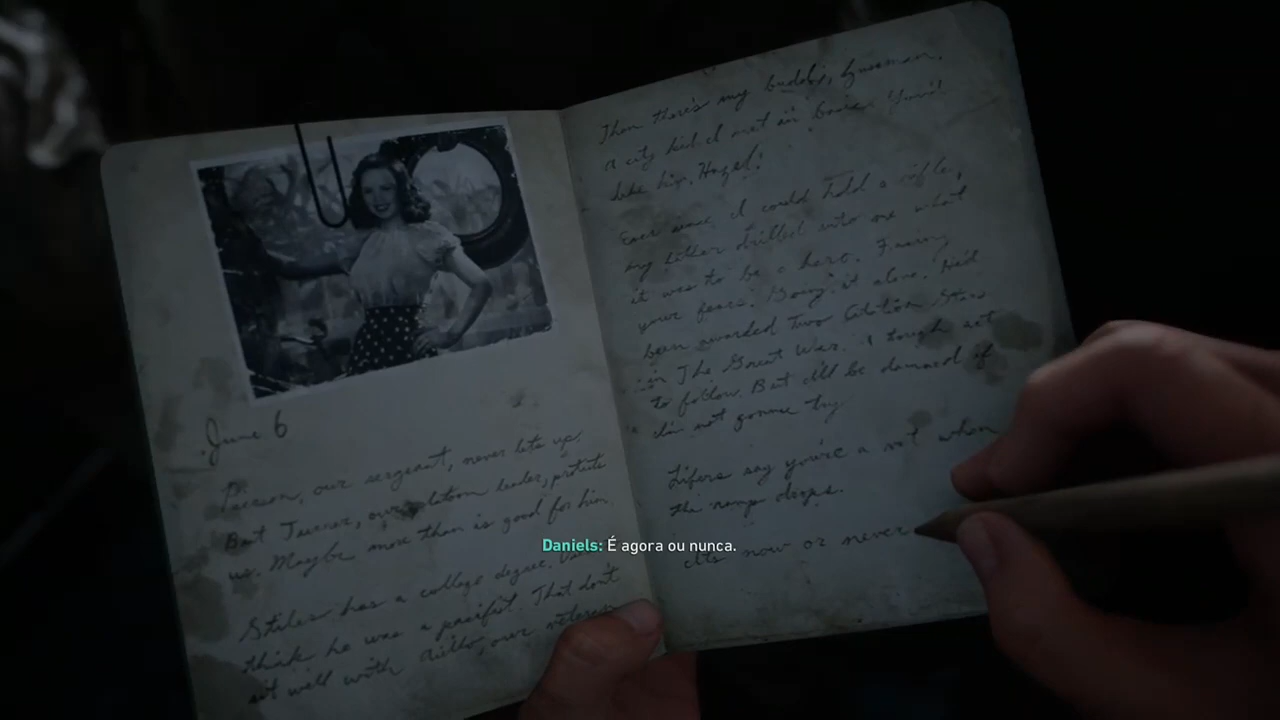 June 6
Pierson, our sergeant, never lets up.
But Turner, our platoon leader, protects
us. Maybe more than is good for him.
Stiles has a college degree.
think he was a pacifist. That don't
sit well with Aiello, our veteran
Then there's my buddy, Zussman.
A city kid I met in basic. You'd
like him, Hazel!
Ever since I could hold a rifle,
my father drilled into me what
it was to be a hero. Facing
your fears. Doing it alone. He'd
been awarded Two Citation Stars
in The Great War. A tough act
to follow. But I'll be damned if
I'm not gonna try.
Lifers say you're a vet when
the ramp drops.
It's now or never
Daniels: É agora ou nunca.